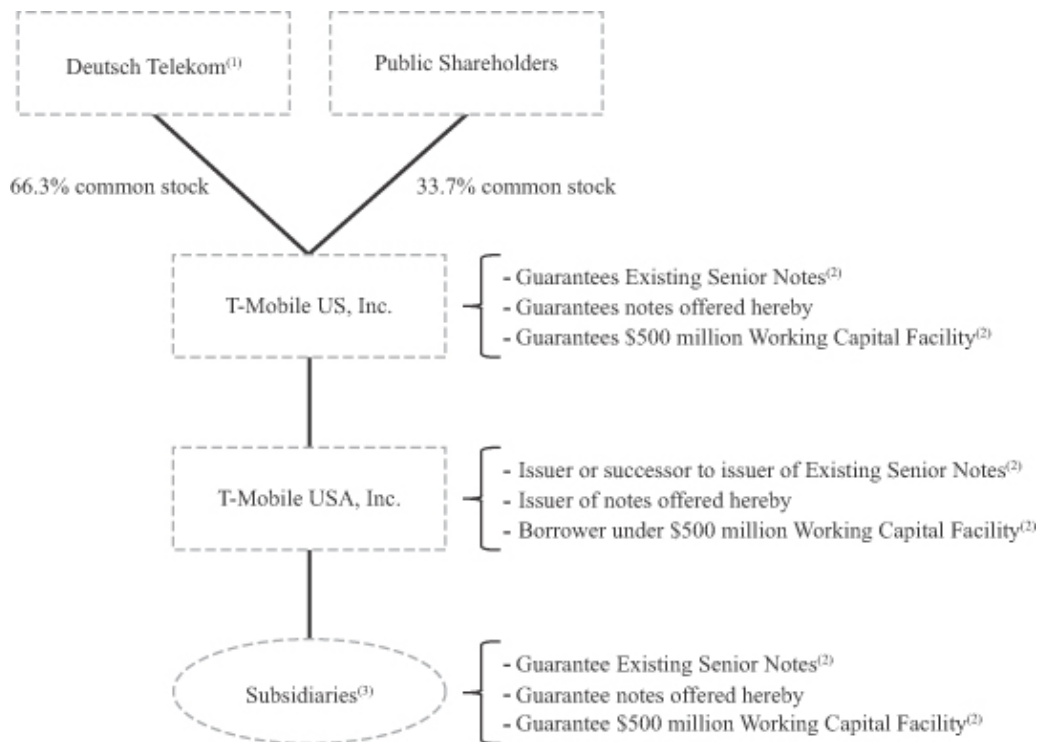 Deutsch Telekom(1)
Public Shareholders
66.3% common stock
33.7% common stock
T-Mobile US, Inc.
- Guarantees Existing Senior Notes(2)
- Guarantees notes offered hereby
- Guarantees $500 million Working Capital Facility(2)
T-Mobile USA, Inc.
- Issuer or successor to issuer of Existing Senior Notes(2)
- Issuer of notes offered hereby
- Borrower under $500 million Working Capital Facility(2)
Subsidiaries(3)
- Guarantee Existing Senior Notes(2)
- Guarantee notes offered hereby
- Guarantee $500 million Working Capital Facility(2)